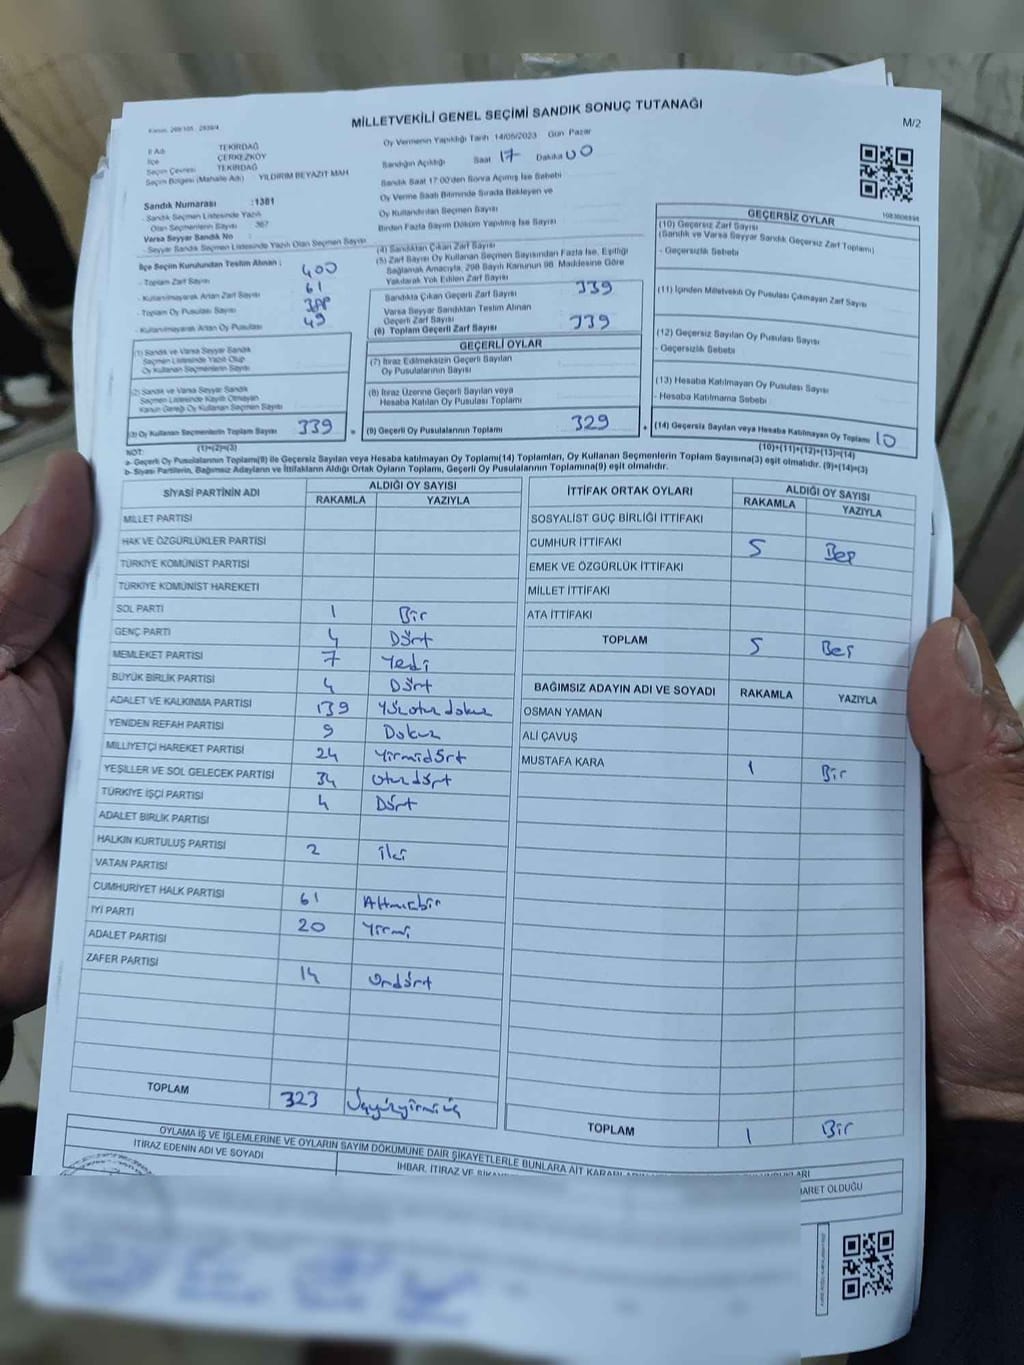 MİLLETVEKİLİ GENEL SEÇİMİ SANDIK SONUÇ TUTANAĞI
M/2
İl Adı TEKİRDAĞ
İlçe ÇERKEZKÖY
Seçim Çevresi TEKİRDAĞ
Seçim Bölgesi (Mahalle Adı) YILDIRIM BEYAZIT MAH.
Sandık Numarası :1381
- Sandık Seçmen Listesinde Yazılı
Olan Seçmenlerin Sayısı 367
Varsa Seyyar Sandık No
- Seyyar Sandık Seçmen Listesinde Yazılı Olan Seçmen Sayısı
Oy Vermenin Yapıldığı Tarih 14/05/2023 Gün Pazar
Sandığın Açıldığı Saat 17 Dakika 00
Sandık Saat 17:00'den Sonra Açılmış İse Sebebi
Oy Verme Saati Bitiminde Sırada Bekleyen ve
Oy Kullandırılan Seçmen Sayısı
Birden Fazla Sayım Döküm Yapılmış İse Sayısı
İlçe Seçim Kurulundan Teslim Alınan ;
- Toplam Zarf Sayısı 400
- Kullanılmayarak Artan Zarf Sayısı 61
- Toplam Oy Pusulası Sayısı
- Kullanılmayarak Artan Oy Pusulası 49
(4) Sandıktan Çıkan Zarf Sayısı
(5) Zarf Sayısı Oy Kullanan Seçmen Sayısından Fazla İse, Eşitliği
Sağlamak Amacıyla, 298 Sayılı Kanunun 98. Maddesine Göre
Yakılarak Yok Edilen Zarf Sayısı
Sandıkta Çıkan Geçerli Zarf Sayısı 339
Varsa Seyyar Sandıktan Teslim Alınan
Geçerli Zarf Sayısı
(6) Toplam Geçerli Zarf Sayısı 339
(1) Sandık ve Varsa Seyyar Sandık
Seçmen Listesinde Yazılı Olup
Oy Kullanan Seçmenlerin Sayısı
(2) Sandık ve Varsa Seyyar Sandık
Seçmen Listesinde Kayıtlı Olmayan
Kanun Gereği Oy Kullanan Seçmen Sayısı
(3) Oy Kullanan Seçmenlerin Toplam Sayısı 339 =
(1)+(2)=(3)
GEÇERLİ OYLAR
(7) İtiraz Edilmeksizin Geçerli Sayılan
Oy Pusulalarının Sayısı
(8) İtiraz Üzerine Geçerli Sayılan veya
Hesaba Katılan Oy Pusulası Toplamı
(9) Geçerli Oy Pusulalarının Toplamı 329 +
GEÇERSİZ OYLAR
(10) Geçersiz Zarf Sayısı
(Sandık ve Varsa Seyyar Sandık Geçersiz Zarf Toplamı)
- Geçersizlik Sebebi
(11) İçinden Milletvekili Oy Pusulası Çıkmayan Zarf Sayısı
(12) Geçersiz Sayılan Oy Pusulası Sayısı
- Geçersizlik Sebebi
(13) Hesaba Katılmayan Oy Pusulası Sayısı
- Hesaba Katılmama Sebebi
(14) Geçersiz Sayılan veya Hesaba Katılmayan Oy Pusulası Toplamı 10
(10)+(11)+(12)+(13)=(14)
NOT:
a- Geçerli Oy Pusulalarının Toplamı(9) ile Geçersiz Sayılan veya Hesaba Katılmayan Oy Pusulası Toplamı(14) Toplamları, Oy Kullanan Seçmenlerin Toplam Sayısına(3) eşit olmalıdır. (9)+(14)=(3)
b- Siyasi Partilerin, Bağımsız Adayların ve İttifakların Aldığı Ortak Oyların Toplamı, Geçerli Oy Pusulalarının Toplamına(9) eşit olmalıdır.
SİYASİ PARTİNİN ADI
ALDIĞI OY SAYISI
RAKAMLA YAZIYLA
MİLLET PARTİSİ
HAK VE ÖZGÜRLÜKLER PARTİSİ
TÜRKİYE KOMÜNİST PARTİSİ
TÜRKİYE KOMÜNİST HAREKETİ
SOL PARTİ 1 Bir
GENÇ PARTİ 4 Dört
MEMLEKET PARTİSİ 7 Yedi
BÜYÜK BİRLİK PARTİSİ 4 Dört
ADALET VE KALKINMA PARTİSİ 139 Yüzotuzdokuz
YENİDEN REFAH PARTİSİ 9 Dokuz
MİLLİYETÇİ HAREKET PARTİSİ 24 Yirmidört
YEŞİLLER VE SOL GELECEK PARTİSİ 34 Otuzdört
TÜRKİYE İŞÇİ PARTİSİ 4 Dört
ADALET BİRLİK PARTİSİ
HALKIN KURTULUŞ PARTİSİ 2 iki
VATAN PARTİSİ
CUMHURİYET HALK PARTİSİ 61 Altmışbir
İYİ PARTİ 20 Yirmi
ADALET PARTİSİ
ZAFER PARTİSİ 14 Ondört
TOPLAM 323 Üçyüzyirmiüç
İTTİFAK ORTAK OYLARI
ALDIĞI OY SAYISI
RAKAMLA YAZIYLA
SOSYALİST GÜÇ BİRLİĞİ İTTİFAKI
CUMHUR İTTİFAKI 5 Beş
EMEK VE ÖZGÜRLÜK İTTİFAKI
MİLLET İTTİFAKI
ATA İTTİFAKI
TOPLAM 5 Beş
BAĞIMSIZ ADAYIN ADI VE SOYADI RAKAMLA YAZIYLA
OSMAN YAMAN
ALİ ÇAVUŞ
MUSTAFA KARA 1 Bir
TOPLAM 1 Bir
OYLAMA İŞ VE İŞLEMLERİNE VE OYLARIN SAYIM DÖKÜMÜNE DAİR ŞİKAYETLERLE BUNLARA AİT
İTİRAZ EDENİN ADI VE SOYADI
İHBAR, İTİRAZ VE
İBARET OLDUĞU